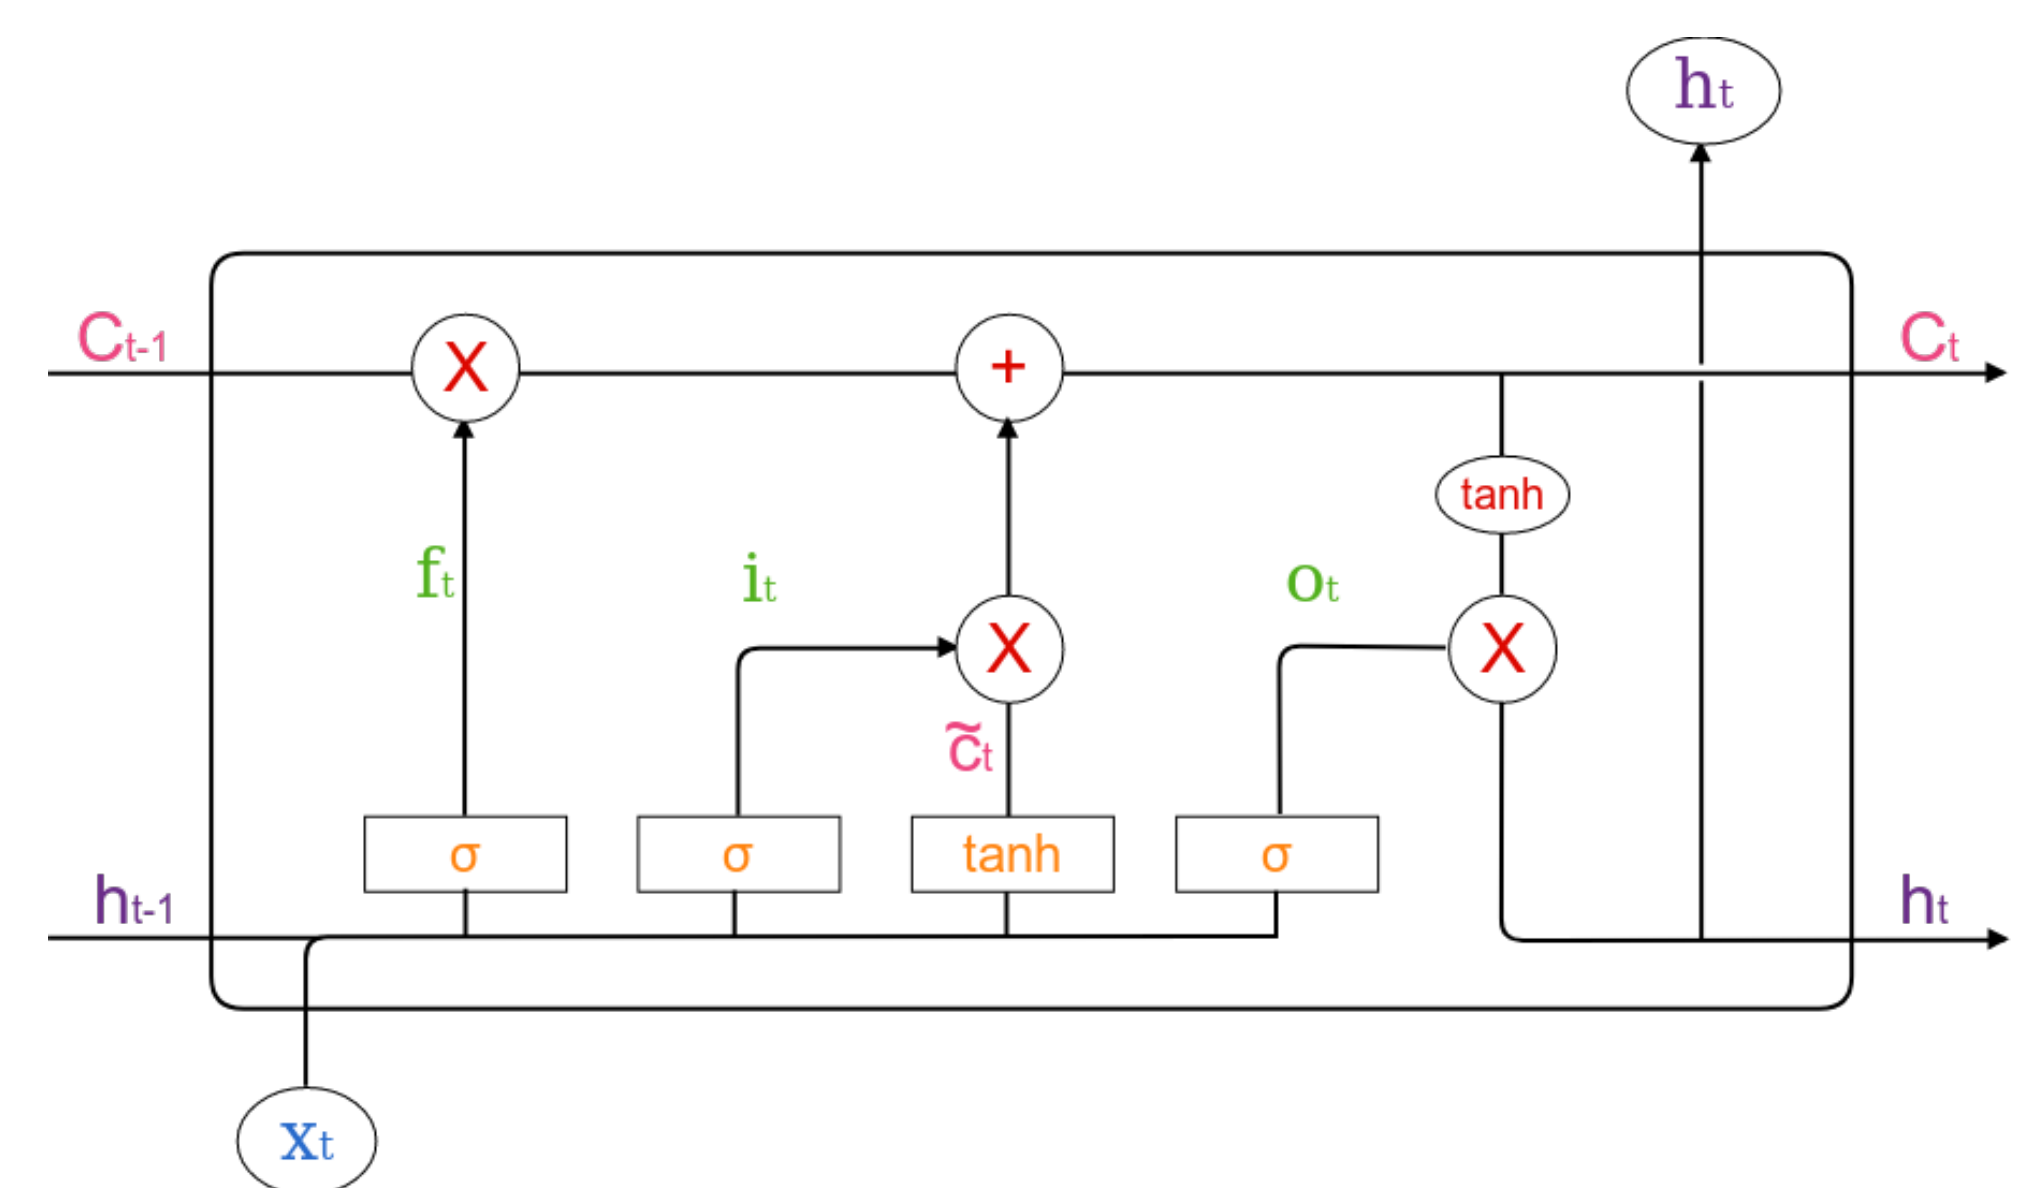 ht
Ct-1
X
+
Ct
tanh
ft
it
ot
X
X
c̃t
σ
σ
tanh
σ
ht-1
ht
xt